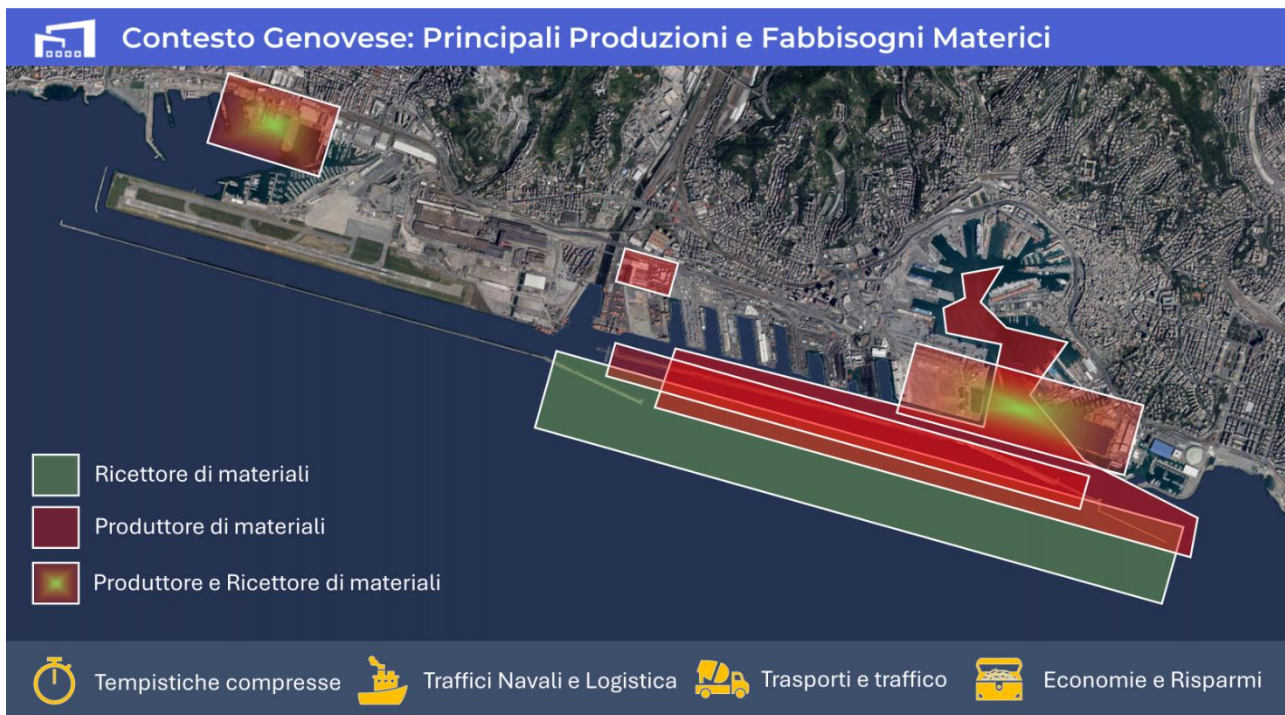 Contesto Genovese: Principali Produzioni e Fabbisogni Materici
Ricettore di materiali
Produttore di materiali
Produttore e Ricettore di materiali
Tempistiche compresse
Traffici Navali e Logistica
Trasporti e traffico
Economie e Risparmi